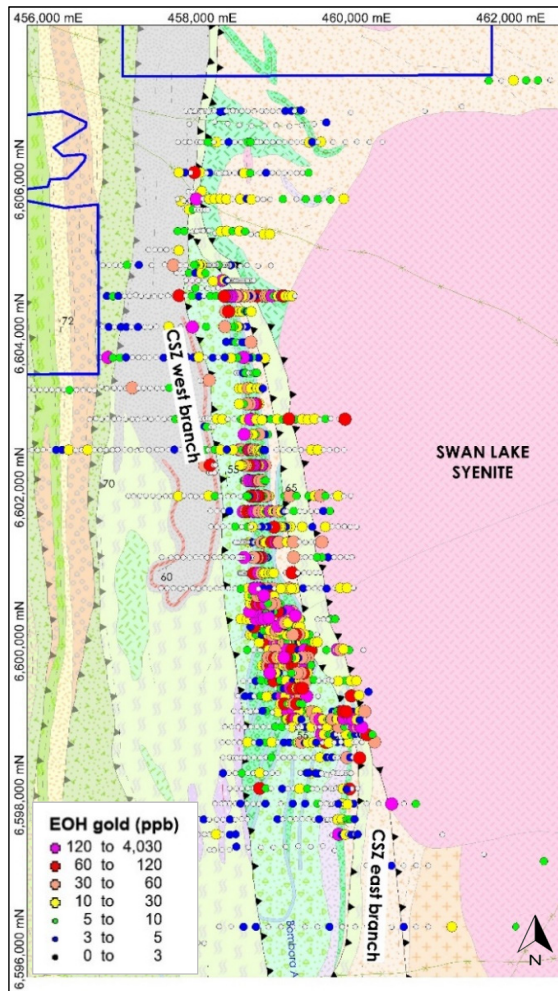 456,000 mE
458,000 mE
460,000 mE
462,000 mE
6,606,000 mN
6,604,000 mN
72
CSZ west branch
SWAN LAKE
SYENITE
55
65
70
6,602,000 mN
60
6,600,000 mN
55
6,598,000 mN
EOH gold (ppb)
120 to 4,030
60 to 120
30 to 60
10 to 30
5 to 10
3 to 5
0 to 3
CSZ east branch
Bombara A
6,596,000 mN
N